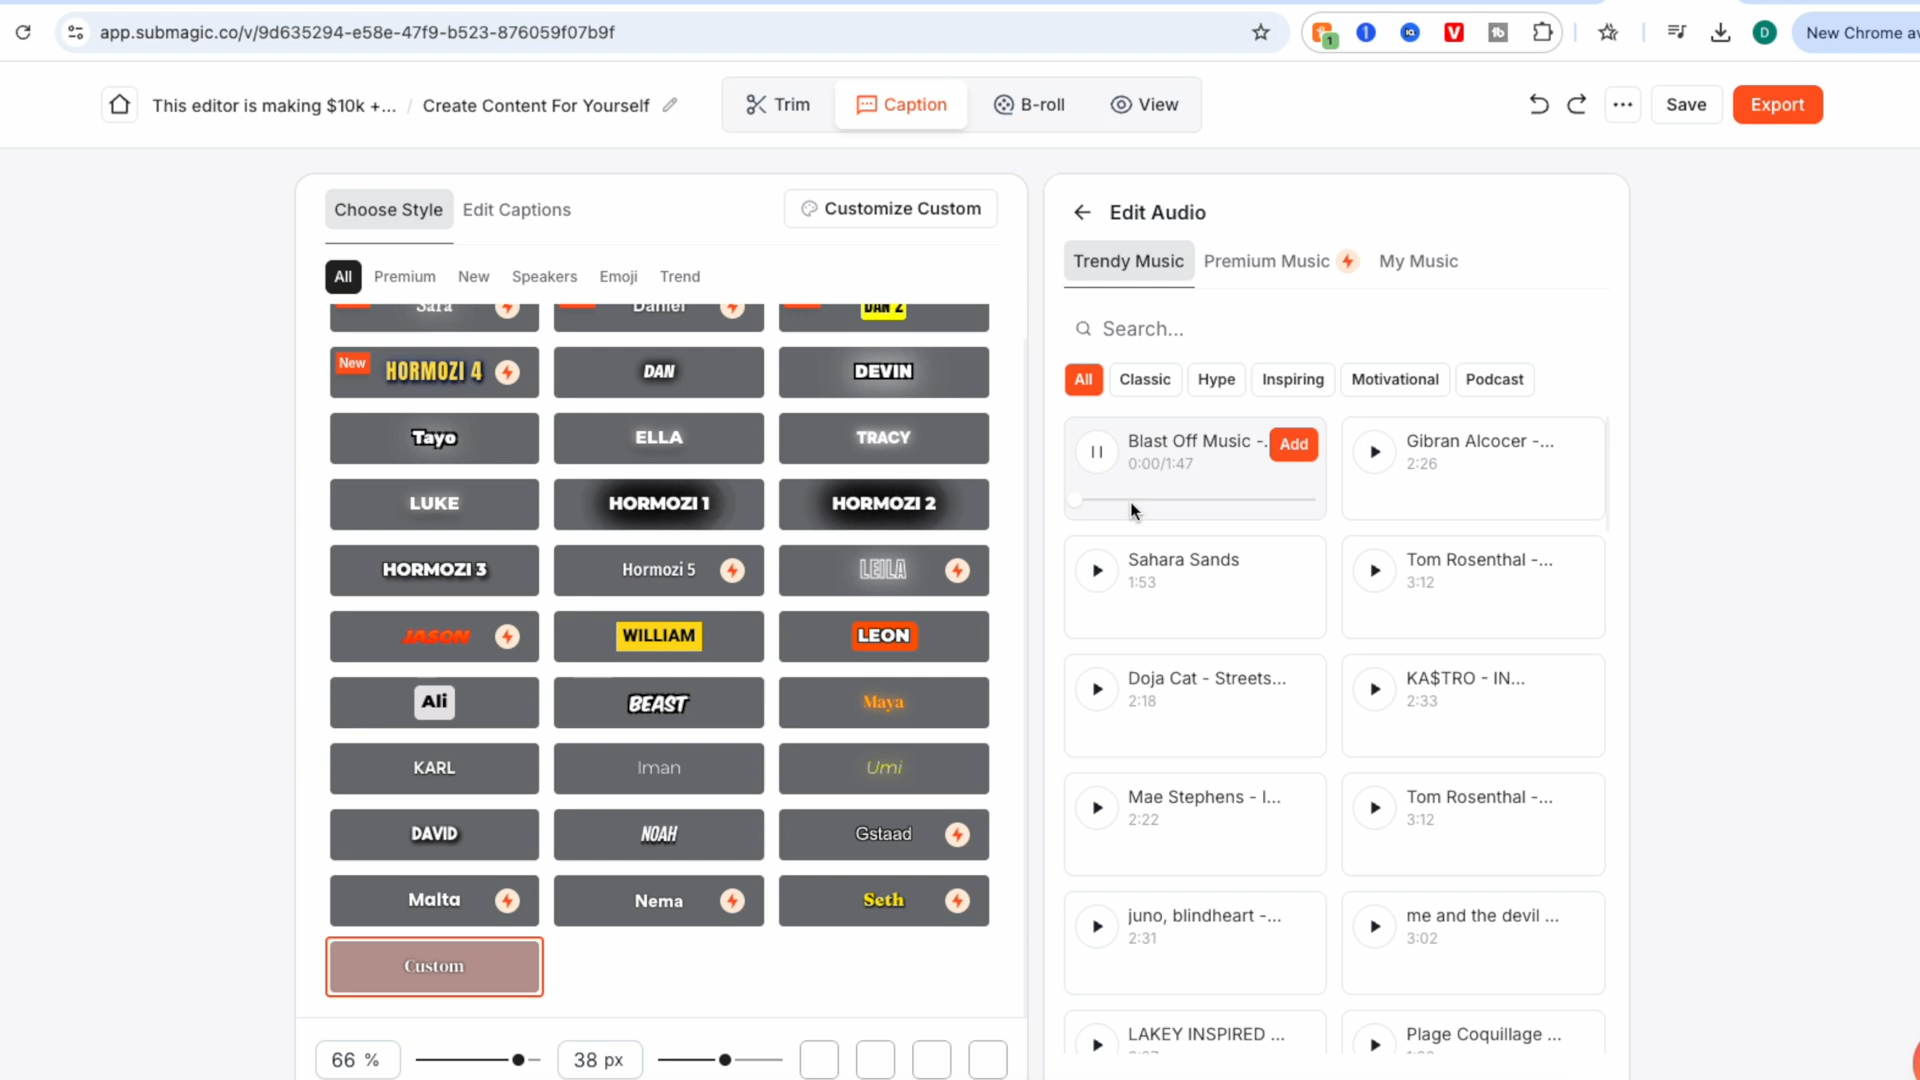 app.submagic.co/v/9d635294-e58e-47f9-b523-876059f07b9f
1
D
New Chrome av
This editor is making $10k +... / Create Content For Yourself
Trim
Caption
B-roll
View
Save
Export
Choose Style
Edit Captions
Customize Custom
All
Premium
New
Speakers
Emoji
Trend
Sara
Daniel
DAN 2
New
HORMOZI 4
DAN
DEVIN
Tayo
ELLA
TRACY
LUKE
HORMOZI 1
HORMOZI 2
HORMOZI 3
Hormozi 5
LEILA
JASON
WILLIAM
LEON
Ali
BEAST
Maya
KARL
Iman
Umi
DAVID
NOAH
Gstaad
Malta
Nema
Seth
Custom
66 %
38 px
Edit Audio
Trendy Music
Premium Music
My Music
Search...
All
Classic
Hype
Inspiring
Motivational
Podcast
Blast Off Music -.
0:00/1:47
Add
Gibran Alcocer -...
2:26
Sahara Sands
1:53
Tom Rosenthal -...
3:12
Doja Cat - Streets...
2:18
KA$TRO - IN...
2:33
Mae Stephens - I...
2:22
Tom Rosenthal -...
3:12
juno, blindheart -...
2:31
me and the devil ...
3:02
LAKEY INSPIRED ...
Plage Coquillage ...